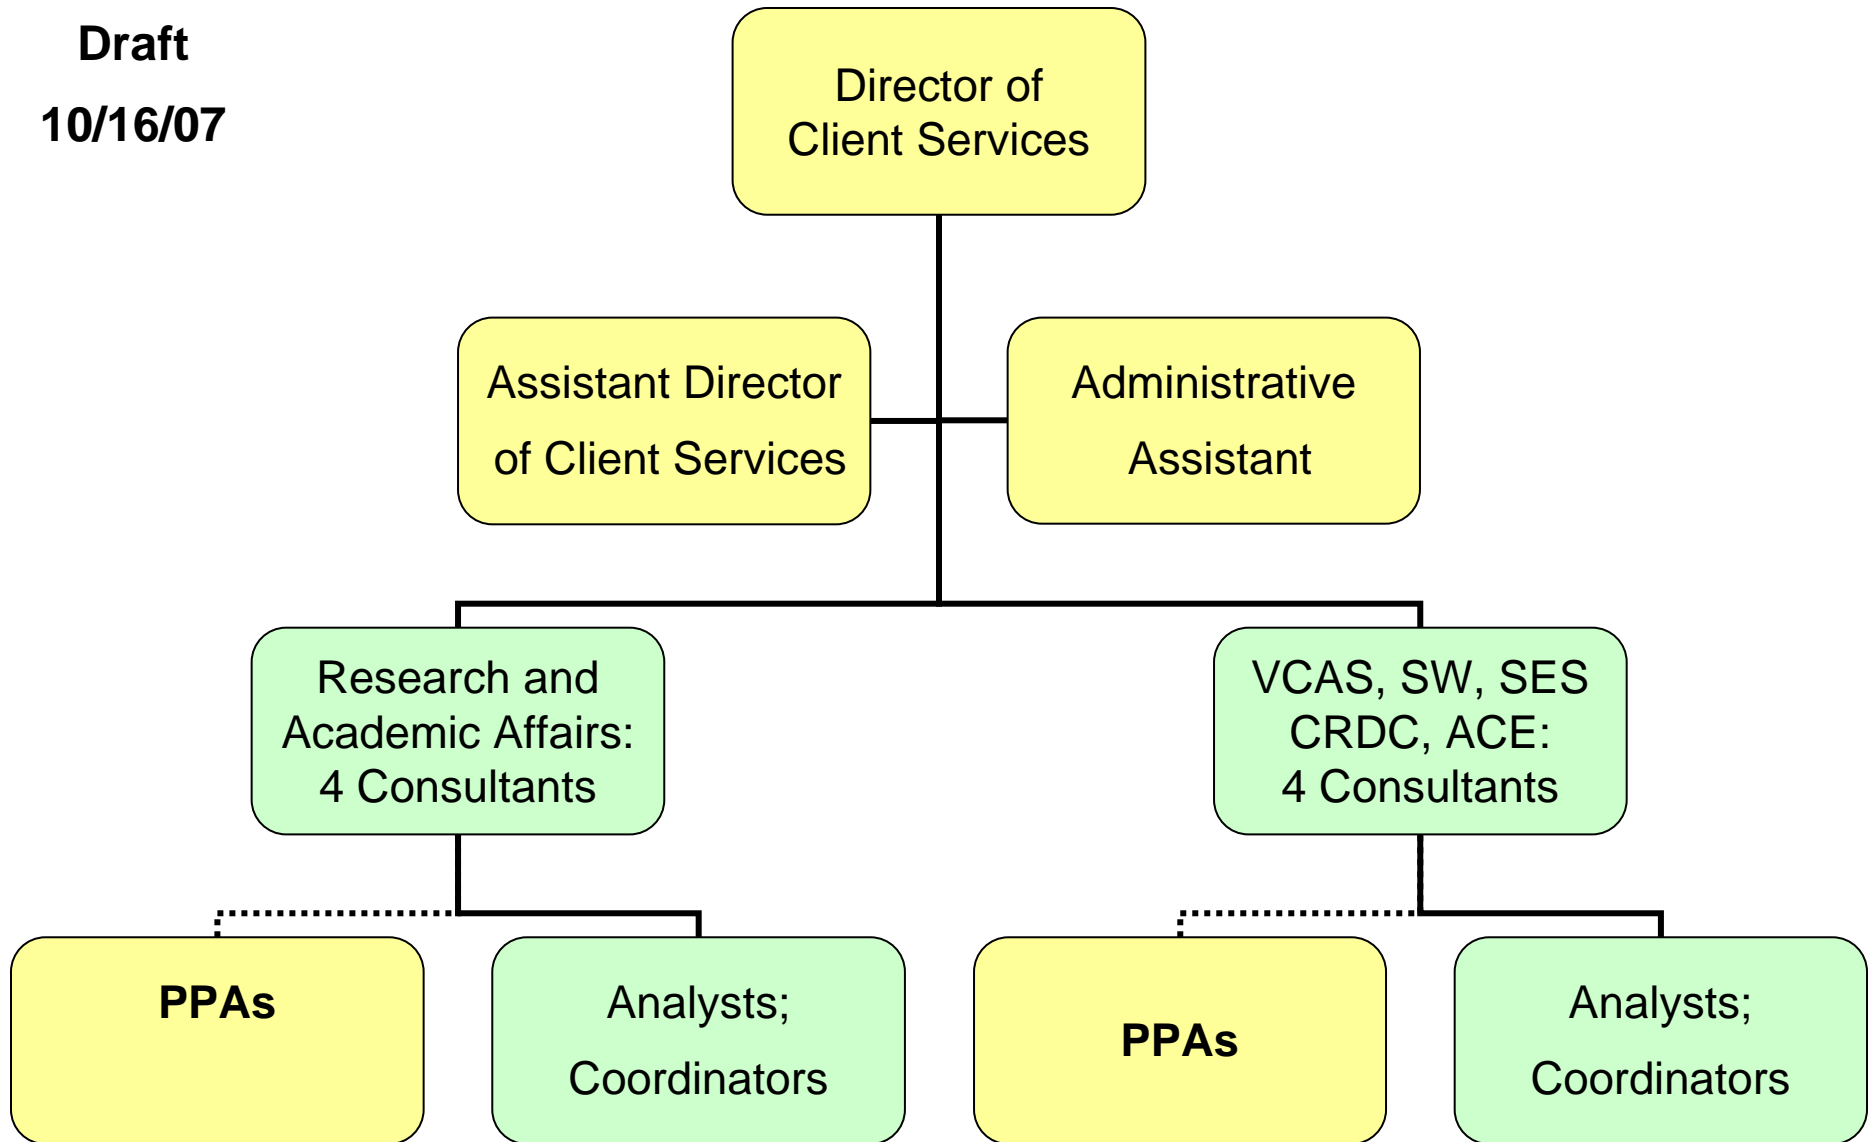 Draft
10/16/07
Director of
Client Services
Assistant Director
of Client Services
Administrative
Assistant
Research and
Academic Affairs:
4 Consultants
VCAS, SW, SES
CRDC, ACE:
4 Consultants
PPAs
Analysts;
Coordinators
PPAs
Analysts;
Coordinators